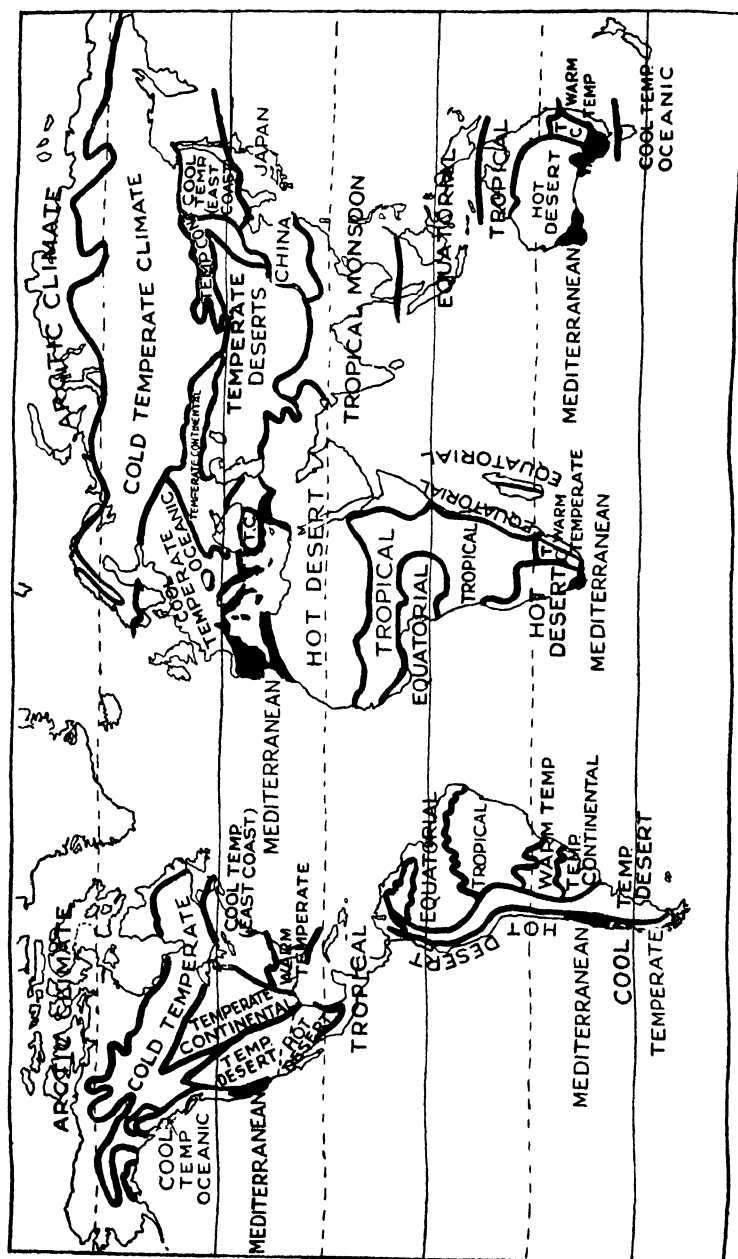 ARCTIC CLIMATE
COLD TEMPERATE
COOL
TEMP
OCEANIC
TEMPERATE
CONTINENTAL
TEMP.
DESERT
HOT
DESERT
COOL TEMP
(EAST COAST)
WARM
TEMPERATE
MEDITERRANEAN
TROPICAL
EQUATORIAL
TROPICAL
HOT
DESERT
WARM TEMP
TEMP
CONTINENTAL
MEDITERRANEAN
COOL TEMP.
DESERT
COOL
TEMPERATE
ARCTIC CLIMATE
COLD TEMPERATE CLIMATE
COOL
TEMPERATE
OCEANIC
TEMPERATE CONTINENTAL
TEMP CON
COOL
TEMP
(EAST
COAST)
JAPAN
TEMPERATE
DESERTS
CHINA
T.C.
MEDITERRANEAN
HOT DESERT
M
TROPICAL MONSOON
TROPICAL
EQUATORIAL
EQUATORIAL
EQUATORIAL
TROPICAL
HOT
DESERT
T
C
WARM
TEMPERATE
MEDITERRANEAN
MEDITERRANEAN
EQUATORIAL
TROPICAL
HOT
DESERT
T
C
WARM
TEMP
MEDITERRANEAN
COOL TEMP
OCEANIC